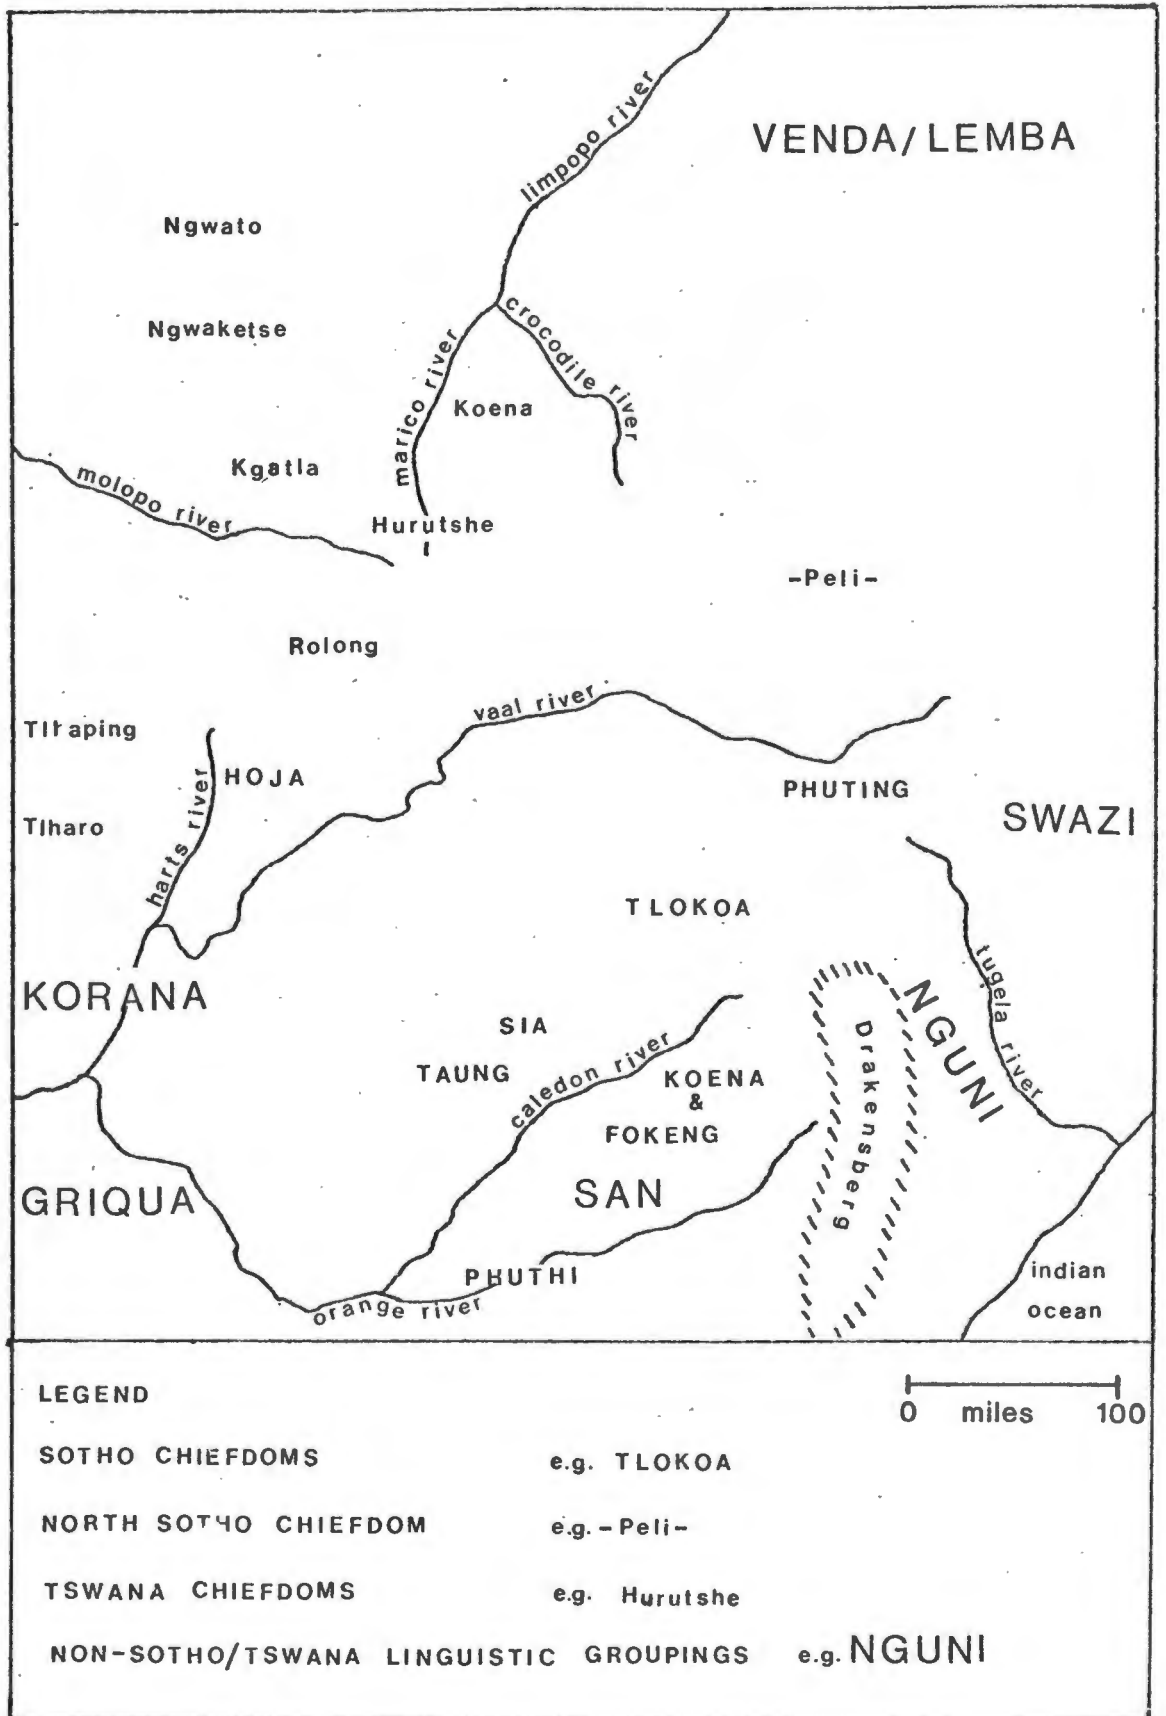 limpopo river
VENDA/LEMBA
Ngwato
crocodile river
Ngwaketse
marico river
Koena
Kgatla
molopo river
Hurutshe
-Peli-
Rolong
vaal river
Tlhaping
HOJA
PHUTING
harts river
Tlharo
SWAZI
TLOKOA
tugela river
KORANA
NGUNI
SIA
Drakensberg
caledon river
TAUNG
KOENA
&
FOKENG
SAN
GRIQUA
PHUTHI
orange river
indian
ocean
LEGEND
0 miles 100
SOTHO CHIEFDOMS e.g. TLOKOA
NORTH SOTHO CHIEFDOM e.g. -Peli-
TSWANA CHIEFDOMS e.g. Hurutshe
NON-SOTHO/TSWANA LINGUISTIC GROUPINGS e.g. NGUNI